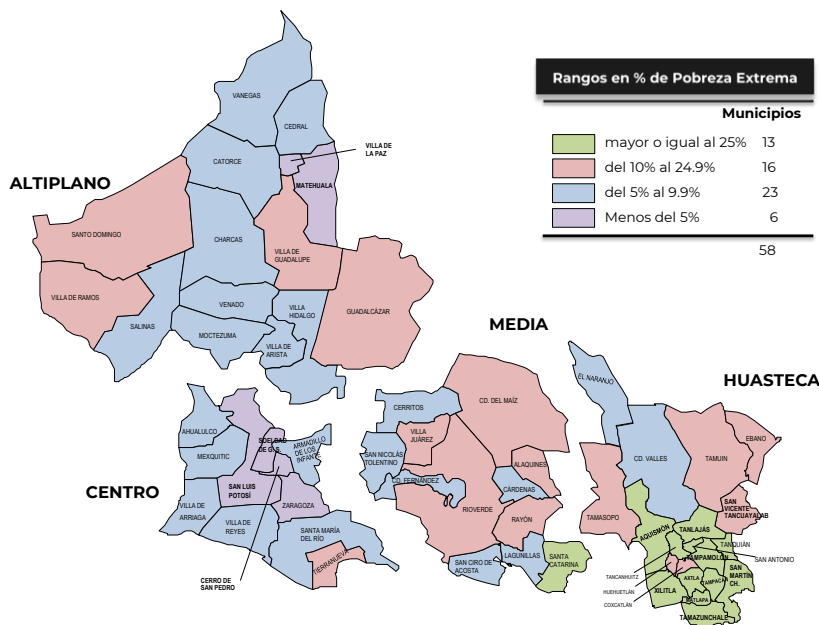 Rangos en % de Pobreza Extrema
Municipios
mayor o igual al 25% 13
del 10% al 24.9% 16
del 5% al 9.9% 23
Menos del 5% 6
58
ALTIPLANO
VANEGAS
CEDRAL
VILLA DE
LA PAZ
CATORCE
MATEHUALA
SANTO DOMINGO
CHARCAS
VILLA DE
GUADALUPE
VILLA DE RAMOS
VENADO
VILLA
HIDALGO
GUADALCÁZAR
SALINAS
MOCTEZUMA
VILLA DE
ARISTA
CENTRO
AHUALULCO
SOELDAD
DE G.S.
ARMADILLO
DE LOS
INFANTE
MEXQUITIC
SAN LUIS
POTOSÍ
ZARAGOZA
VILLA DE
ARRIAGA
VILLA DE
REYES
SANTA MARÍA
DEL RÍO
TIERRANUEVA
CERRO DE
SAN PEDRO
MEDIA
CERRITOS
CD. DEL MAÍZ
VILLA
JUÁREZ
SAN NICOLÁS
TOLENTINO
ALAQUINES
CD. FERNÁNDEZ
CÁRDENAS
RIOVERDE
RAYÓN
SAN CIRO DE
ACOSTA
LAGUNILLAS
SANTA
CATARINA
HUASTECA
EL NARANJO
EBANO
CD. VALLES
TAMUIN
TAMASOPO
SAN
VICENTE
TANCUAYALAB
AQUISMÓN
TANLAJÁS
TANQUIÁN
TAMPAMOLÓN
SAN ANTONIO
TANCANHUITZ
HUEHUETLÁN
COXCATLÁN
AXTLA
TAMPACÁN
SAN
MARTIN
CH.
XILITLA
MATLAPA
TAMAZUNCHALE